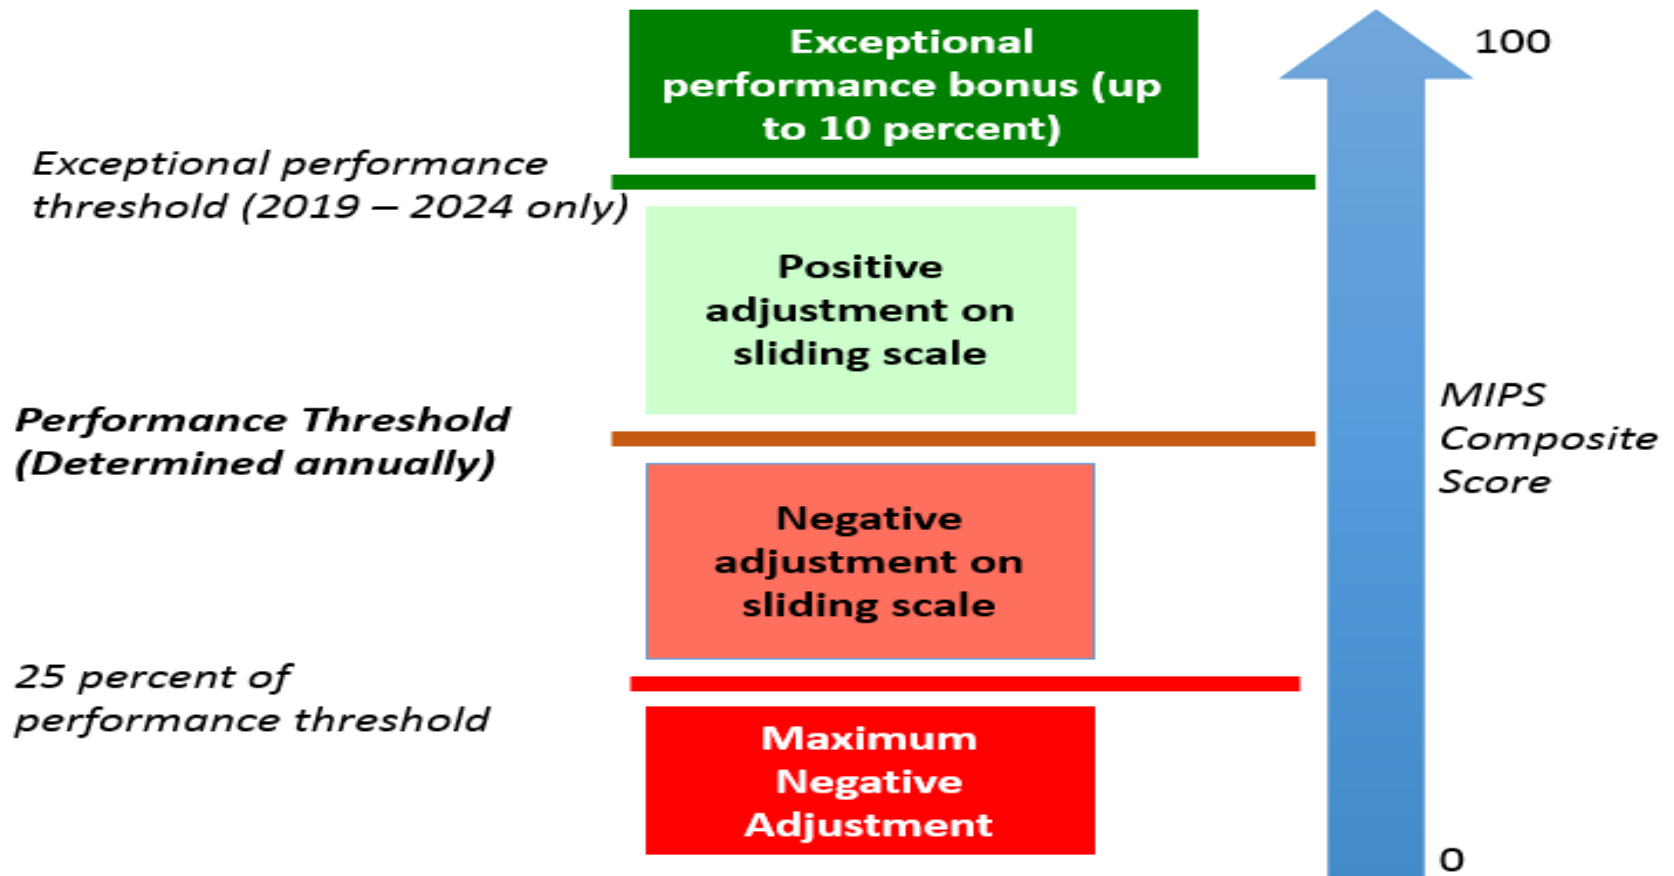 Exceptional
performance bonus (up
to 10 percent)
100
Exceptional performance
threshold (2019 – 2024 only)
Positive
adjustment on
sliding scale
Performance Threshold
(Determined annually)
MIPS
Composite
Score
Negative
adjustment on
sliding scale
25 percent of
performance threshold
Maximum
Negative
Adjustment
0